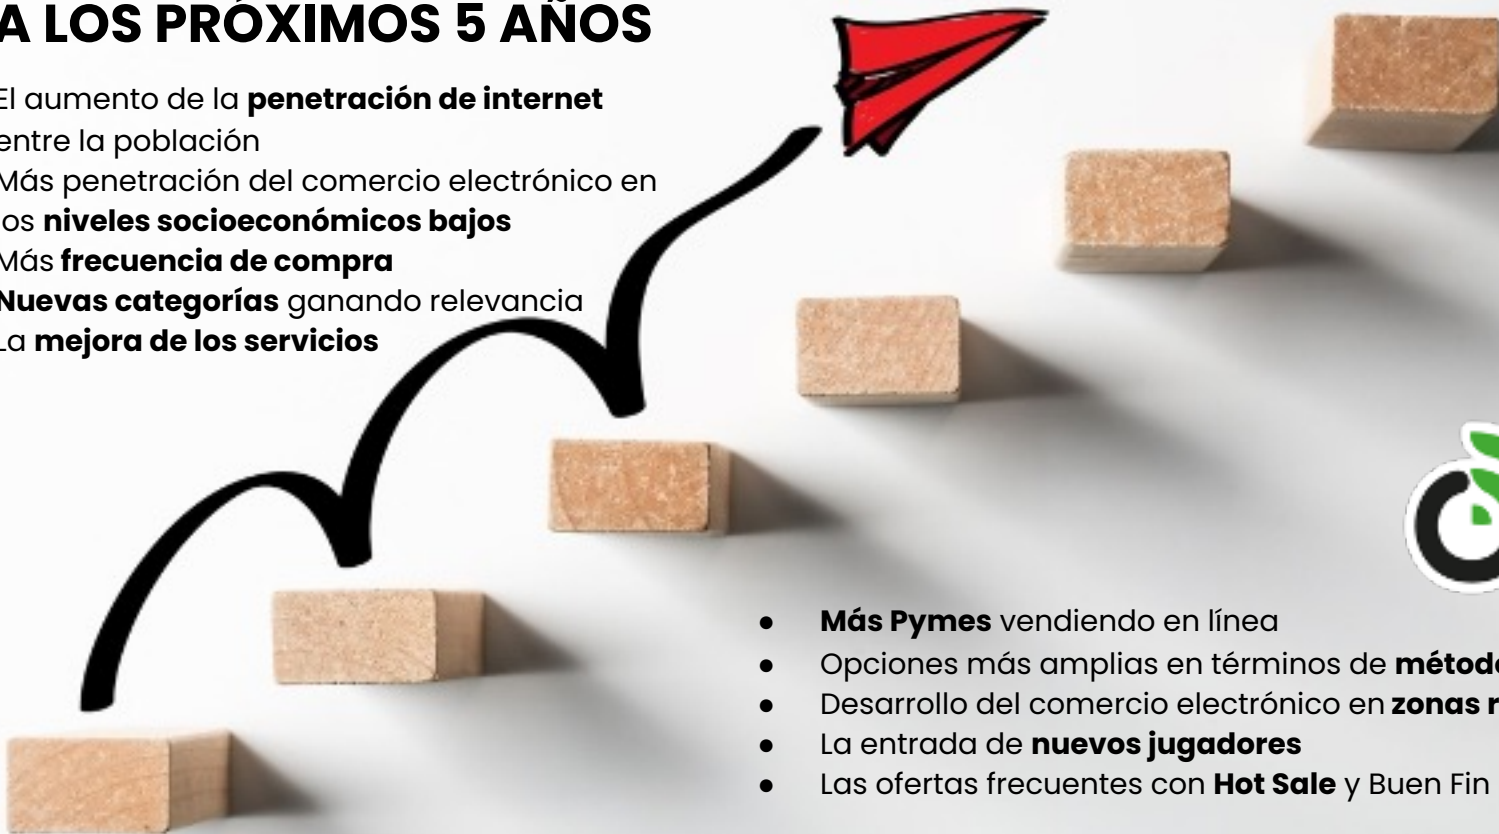 A LOS PRÓXIMOS 5 AÑOS
El aumento de la penetración de internet
entre la población
Más penetración del comercio electrónico en
los niveles socioeconómicos bajos
Más frecuencia de compra
Nuevas categorías ganando relevancia
La mejora de los servicios
● Más Pymes vendiendo en línea
● Opciones más amplias en términos de
● Desarrollo del comercio electrónico en zonas
● La entrada de nuevos jugadores
● Las ofertas frecuentes con Hot Sale y Buen Fin